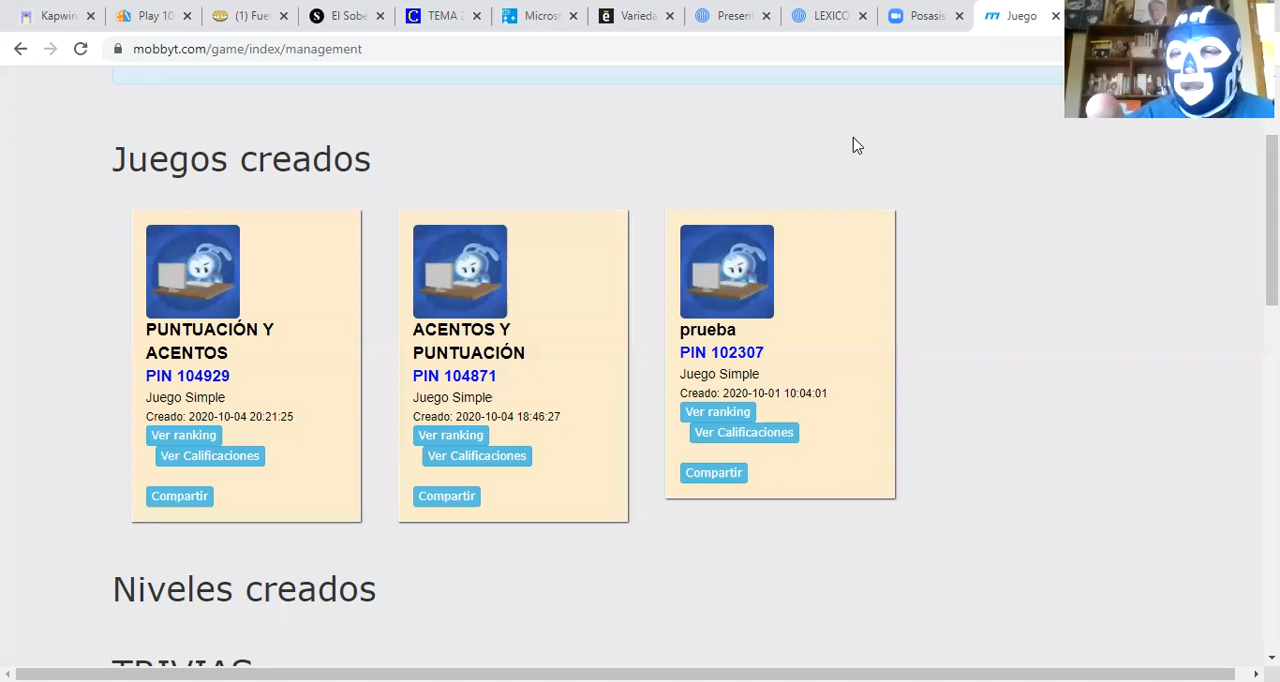 Kapwin
Play 10
(1) Fue
El Sobe
TEMA 2
Micros
Varieda
Present
LEXICO
Posasis
Juego
mobbyt.com/game/index/management
Juegos creados
PUNTUACIÓN Y
ACENTOS
PIN 104929
Juego Simple
Creado: 2020-10-04 20:21:25
Ver ranking
Ver Calificaciones
Compartir
ACENTOS Y
PUNTUACIÓN
PIN 104871
Juego Simple
Creado: 2020-10-04 18:46:27
Ver ranking
Ver Calificaciones
Compartir
prueba
PIN 102307
Juego Simple
Creado: 2020-10-01 10:04:01
Ver ranking
Ver Calificaciones
Compartir
Niveles creados
TRIVIAS